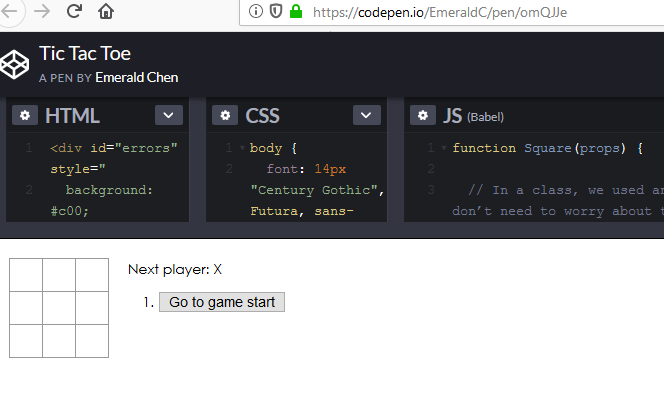 https://codepen.io/EmeraldC/pen/omQJJe
Tic Tac Toe
A PEN BY Emerald Chen
HTML
1 <div id="errors"
style="
2 background:
#c00;
CSS
1 body {
2 font: 14px
"Century Gothic",
Futura, sans-
JS (Babel)
1 function Square(props) {
2
3 // In a class, we used
don't need to worry about
Next player: X
1. Go to game start